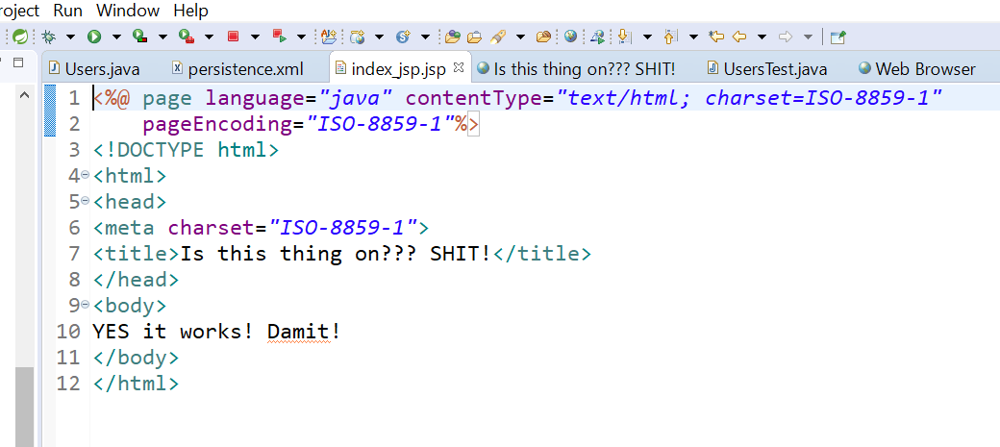 roject Run Window Help
Users.java persistence.xml index_jsp.jsp Is this thing on??? SHIT! UsersTest.java Web Browser
1 <%@ page language="java" contentType="text/html; charset=ISO-8859-1"
2 pageEncoding="ISO-8859-1"%>
3 <!DOCTYPE html>
4 <html>
5 <head>
6 <meta charset="ISO-8859-1">
7 <title>Is this thing on??? SHIT!</title>
8 </head>
9 <body>
10 YES it works! Damit!
11 </body>
12 </html>